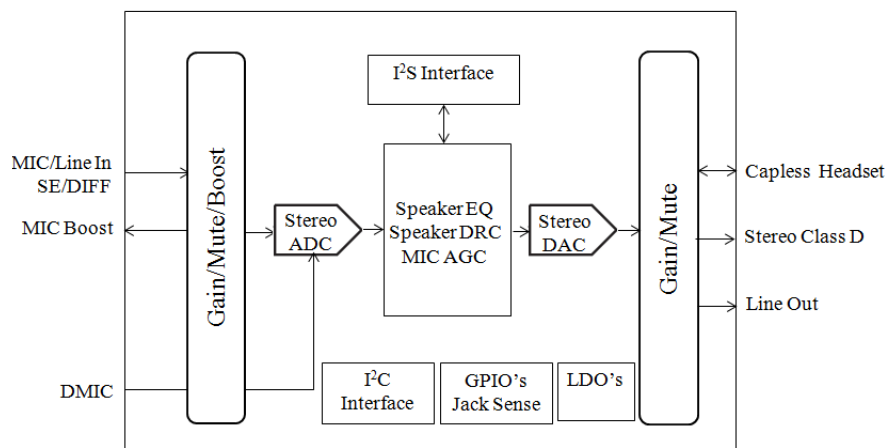 I²S Interface
MIC/Line In
SE/DIFF
MIC Boost
DMIC
Gain/Mute/Boost
Stereo
ADC
Speaker EQ
Speaker DRC
MIC AGC
Stereo
DAC
Gain/Mute
Capless Headset
Stereo Class D
Line Out
I²C
Interface
GPIO's
Jack Sense
LDO's